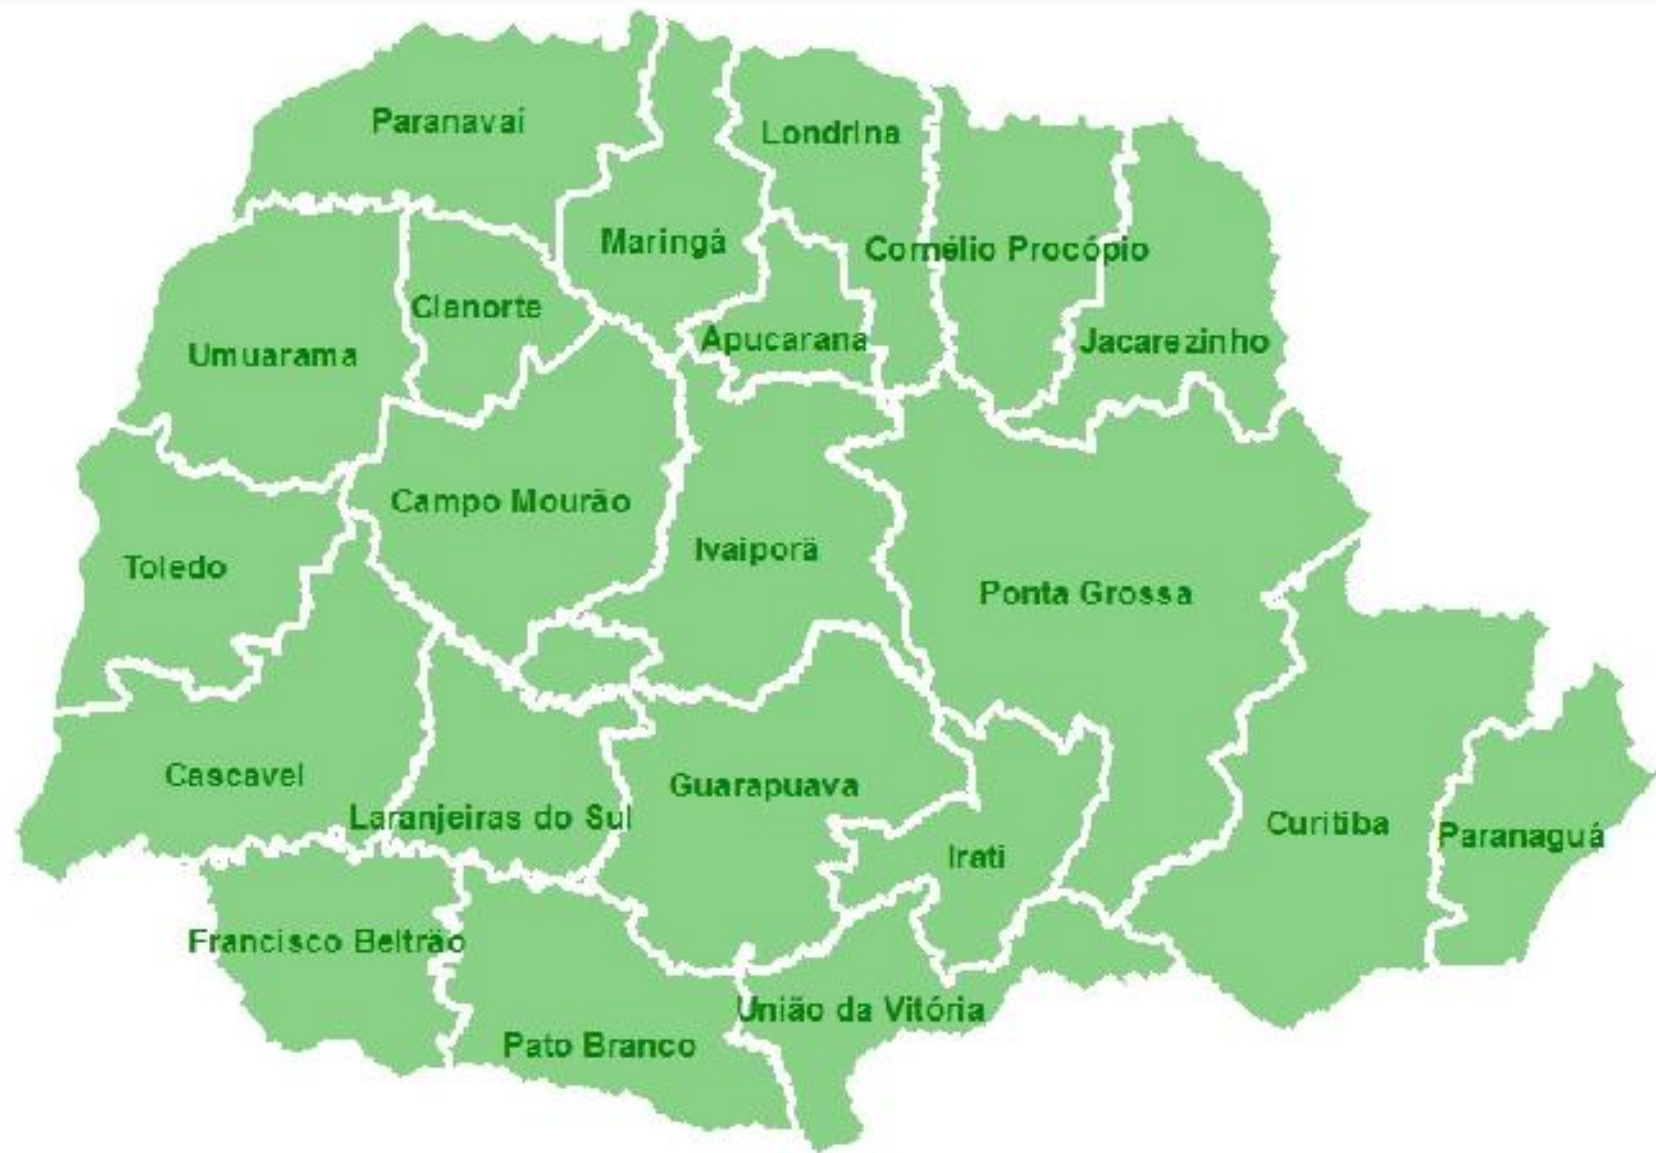 Paranavaí
Londrina
Maringá
Cornélio Procópio
Cianorte
Apucarana
Jacarezinho
Umuarama
Campo Mourão
Ivaiporã
Toledo
Ponta Grossa
Cascavel
Guarapuava
Laranjeiras do Sul
Curitiba
Paranaguá
Irati
Francisco Beltrão
União da Vitória
Pato Branco